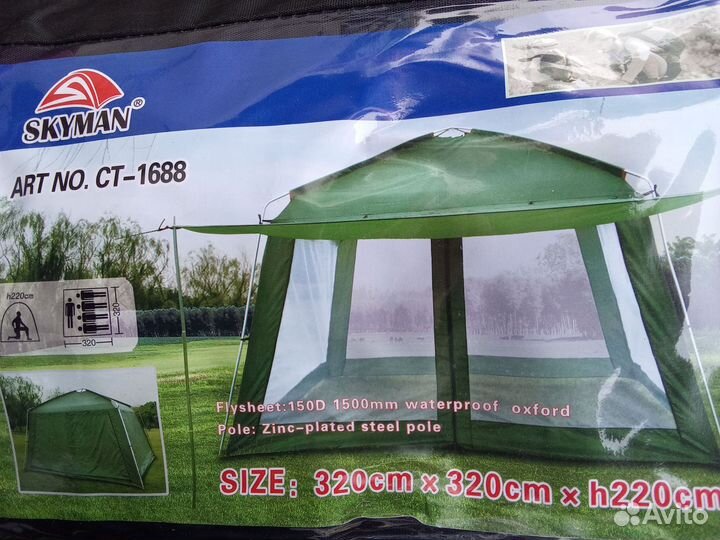 SKYMAN®
ART NO. CT-1688
h220cm
320
320
Flysheet:150D 1500mm waterproof oxford
Pole: Zinc-plated steel pole
SIZE: 320cm x 320cm x h220cm
Avito